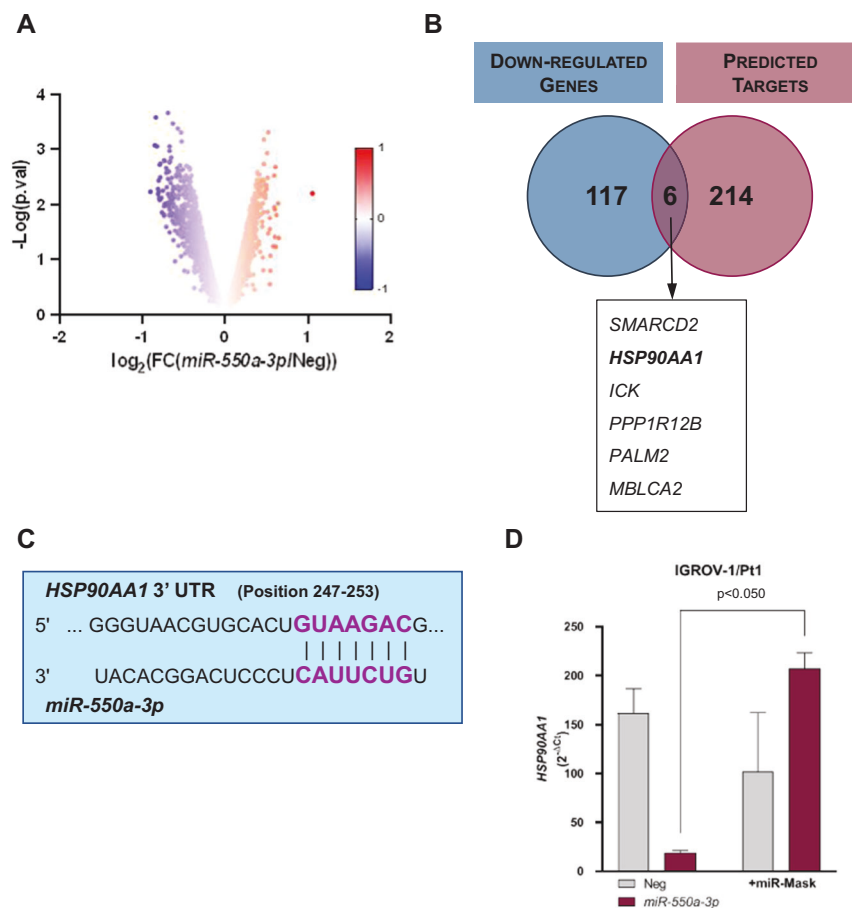 A
4
3
2
1
0
-Log(p.val)
-2
-1
0
1
2
log2(FC(miR-550a-3p/Neg))
1
0
-1
B
DOWN-REGULATED
GENES
PREDICTED
TARGETS
117
6
214
SMARCD2
HSP90AA1
ICK
PPP1R12B
PALM2
MBLCA2
C
HSP90AA1 3' UTR (Position 247-253)
5' ... GGGUAACGUGCACUGUAAGACG...
3' UACACGGACUCCCUCAUUCUGU
miR-550a-3p
D
IGROV-1/Pt1
p<0.050
250
200
150
100
50
0
HSP90AA1
(2-ΔCt)
Neg
miR-550a-3p
+miR-Mask